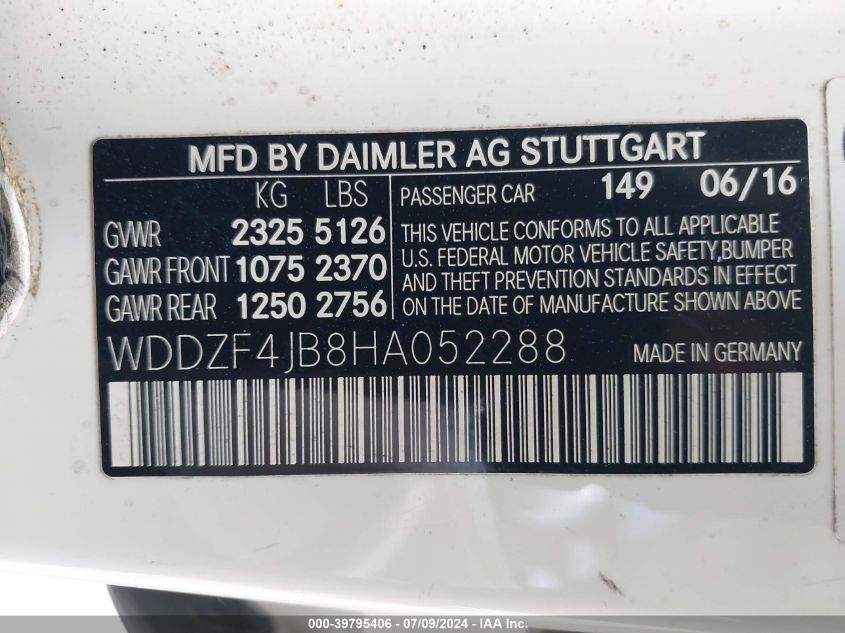 MFD BY DAIMLER AG STUTTGART
KG LBS
GVWR 2325 5126
GAWR FRONT 1075 2370
GAWR REAR 1250 2756
PASSENGER CAR 149 06/16
THIS VEHICLE CONFORMS TO ALL APPLICABLE
U.S. FEDERAL MOTOR VEHICLE SAFETY,BUMPER
AND THEFT PREVENTION STANDARDS IN EFFECT
ON THE DATE OF MANUFACTURE SHOWN ABOVE
WDDZF4JB8HA052288 MADE IN GERMANY
000-39795406 - 07/09/2024 - IAA Inc.